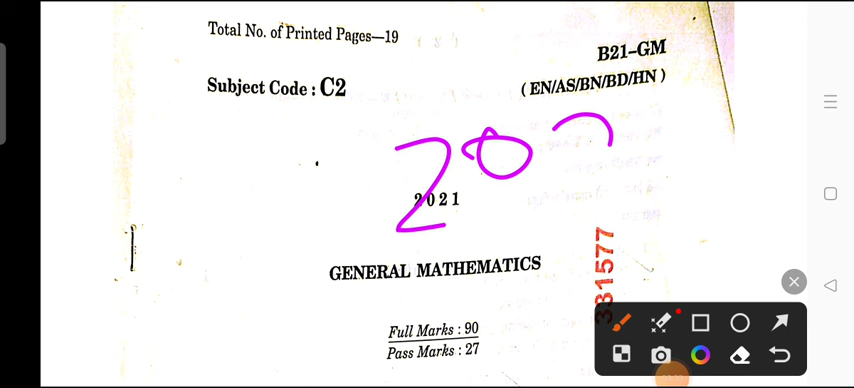 Total No. of Printed Pages—19
B21–GM
Subject Code : C2
( EN/AS/BN/BD/HN )
20
2021
GENERAL MATHEMATICS
331577
Full Marks : 90
Pass Marks : 27